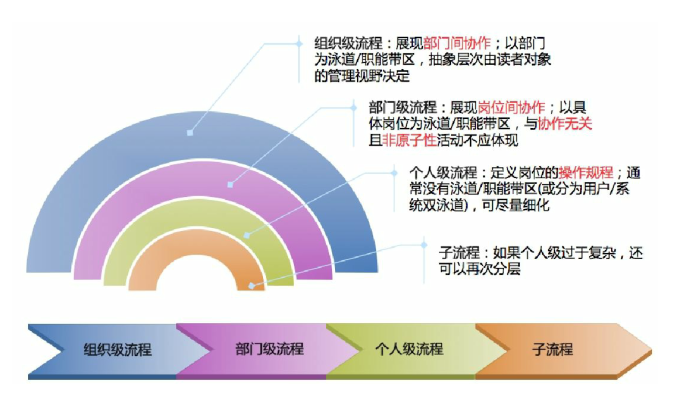 组织级流程：展现部门间协作；以部门
为泳道/职能带区，抽象层次由读者对象
的管理视野决定
部门级流程：展现岗位间协作；以具
体岗位为泳道/职能带区，与协作无关
且非原子性活动不应体现
个人级流程：定义岗位的操作规程；通
常没有泳道/职能带区(或分为用户/系
统双泳道)，可尽量细化
子流程：如果个人级过于复杂，还
可以再次分层
组织级流程
部门级流程
个人级流程
子流程